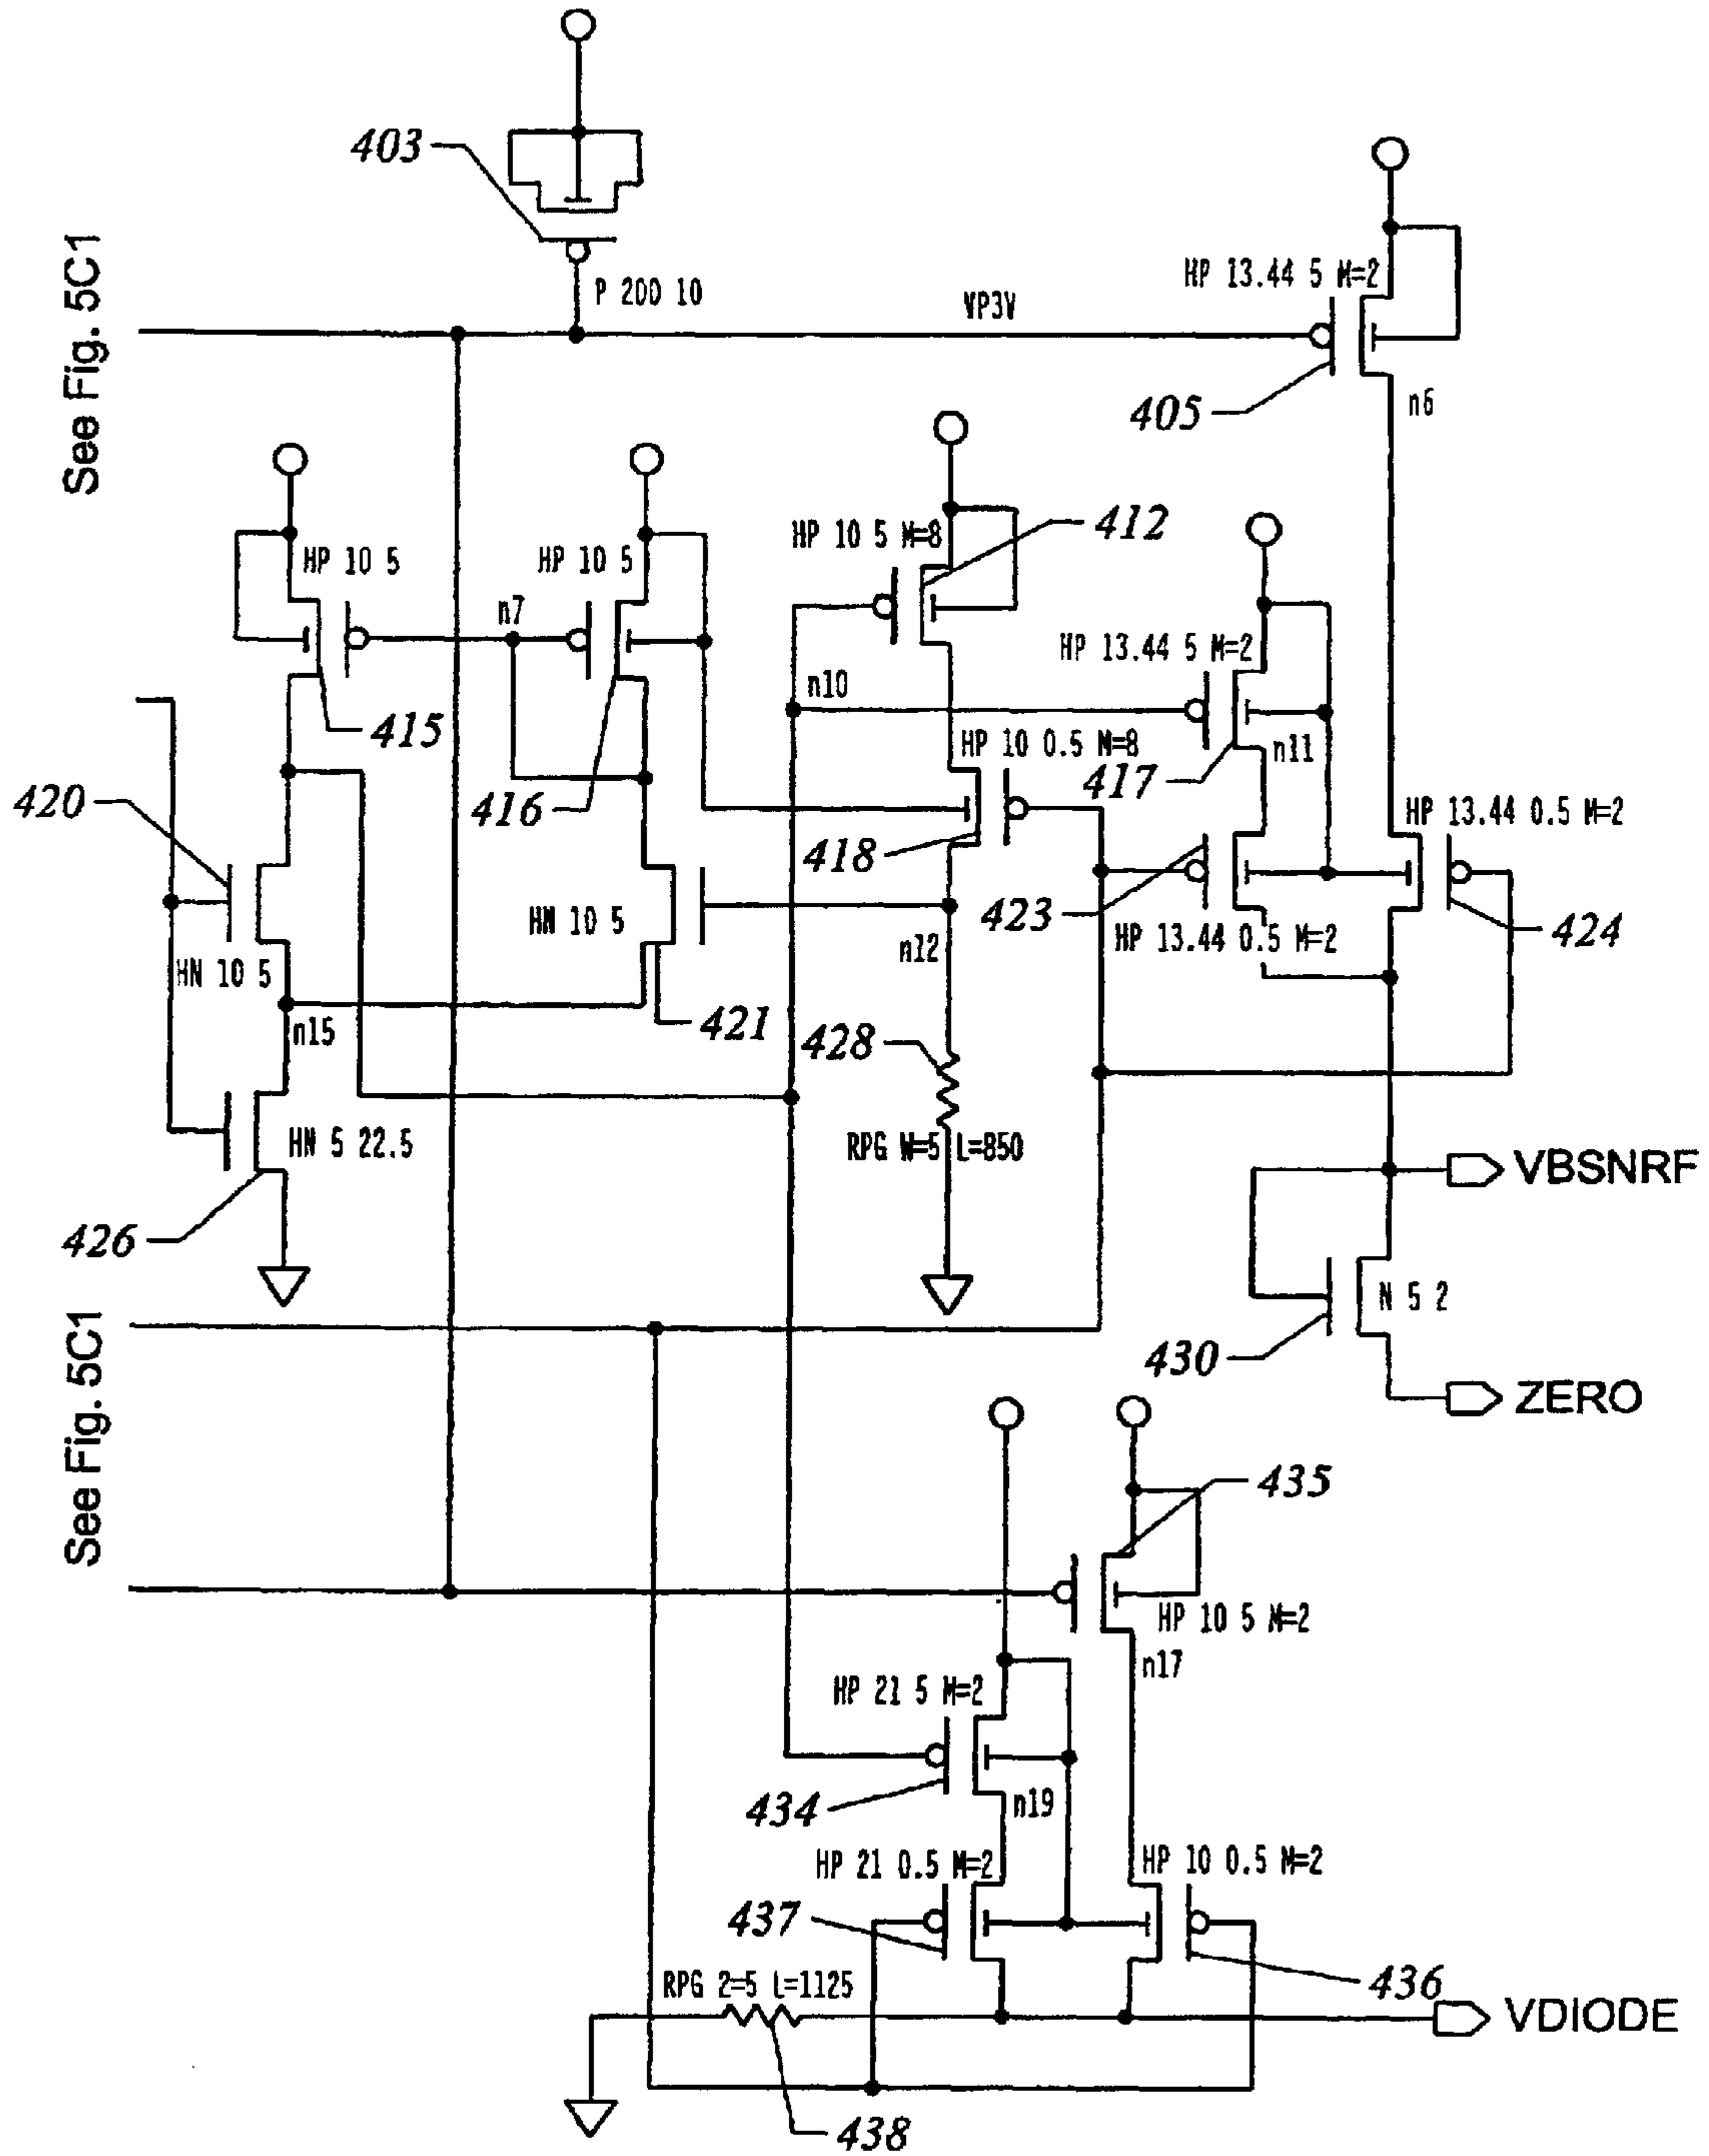 403
See Fig. 5C1
P 200 10
VP3V
HP 13.44 5 M=2
405
n6
HP 10 5
HP 10 5
n7
HP 10 5 M=8
412
HP 13.44 5 M=2
n10
n11
415
416
HP 10 0.5 M=8
417
HP 13.44 0.5 M=2
420
418
423
424
HN 10 5
HN 10 5
n12
HP 13.44 0.5 M=2
n15
421
428
RPG W=5 L=850
HN 5 22.5
426
VBSNRF
N 5 2
430
ZERO
See Fig. 5C1
435
HP 10 5 M=2
n17
HP 21 5 M=2
434
n19
HP 21 0.5 M=2
HP 10 0.5 M=2
437
436
RPG 2=5 L=1125
VDIODE
438